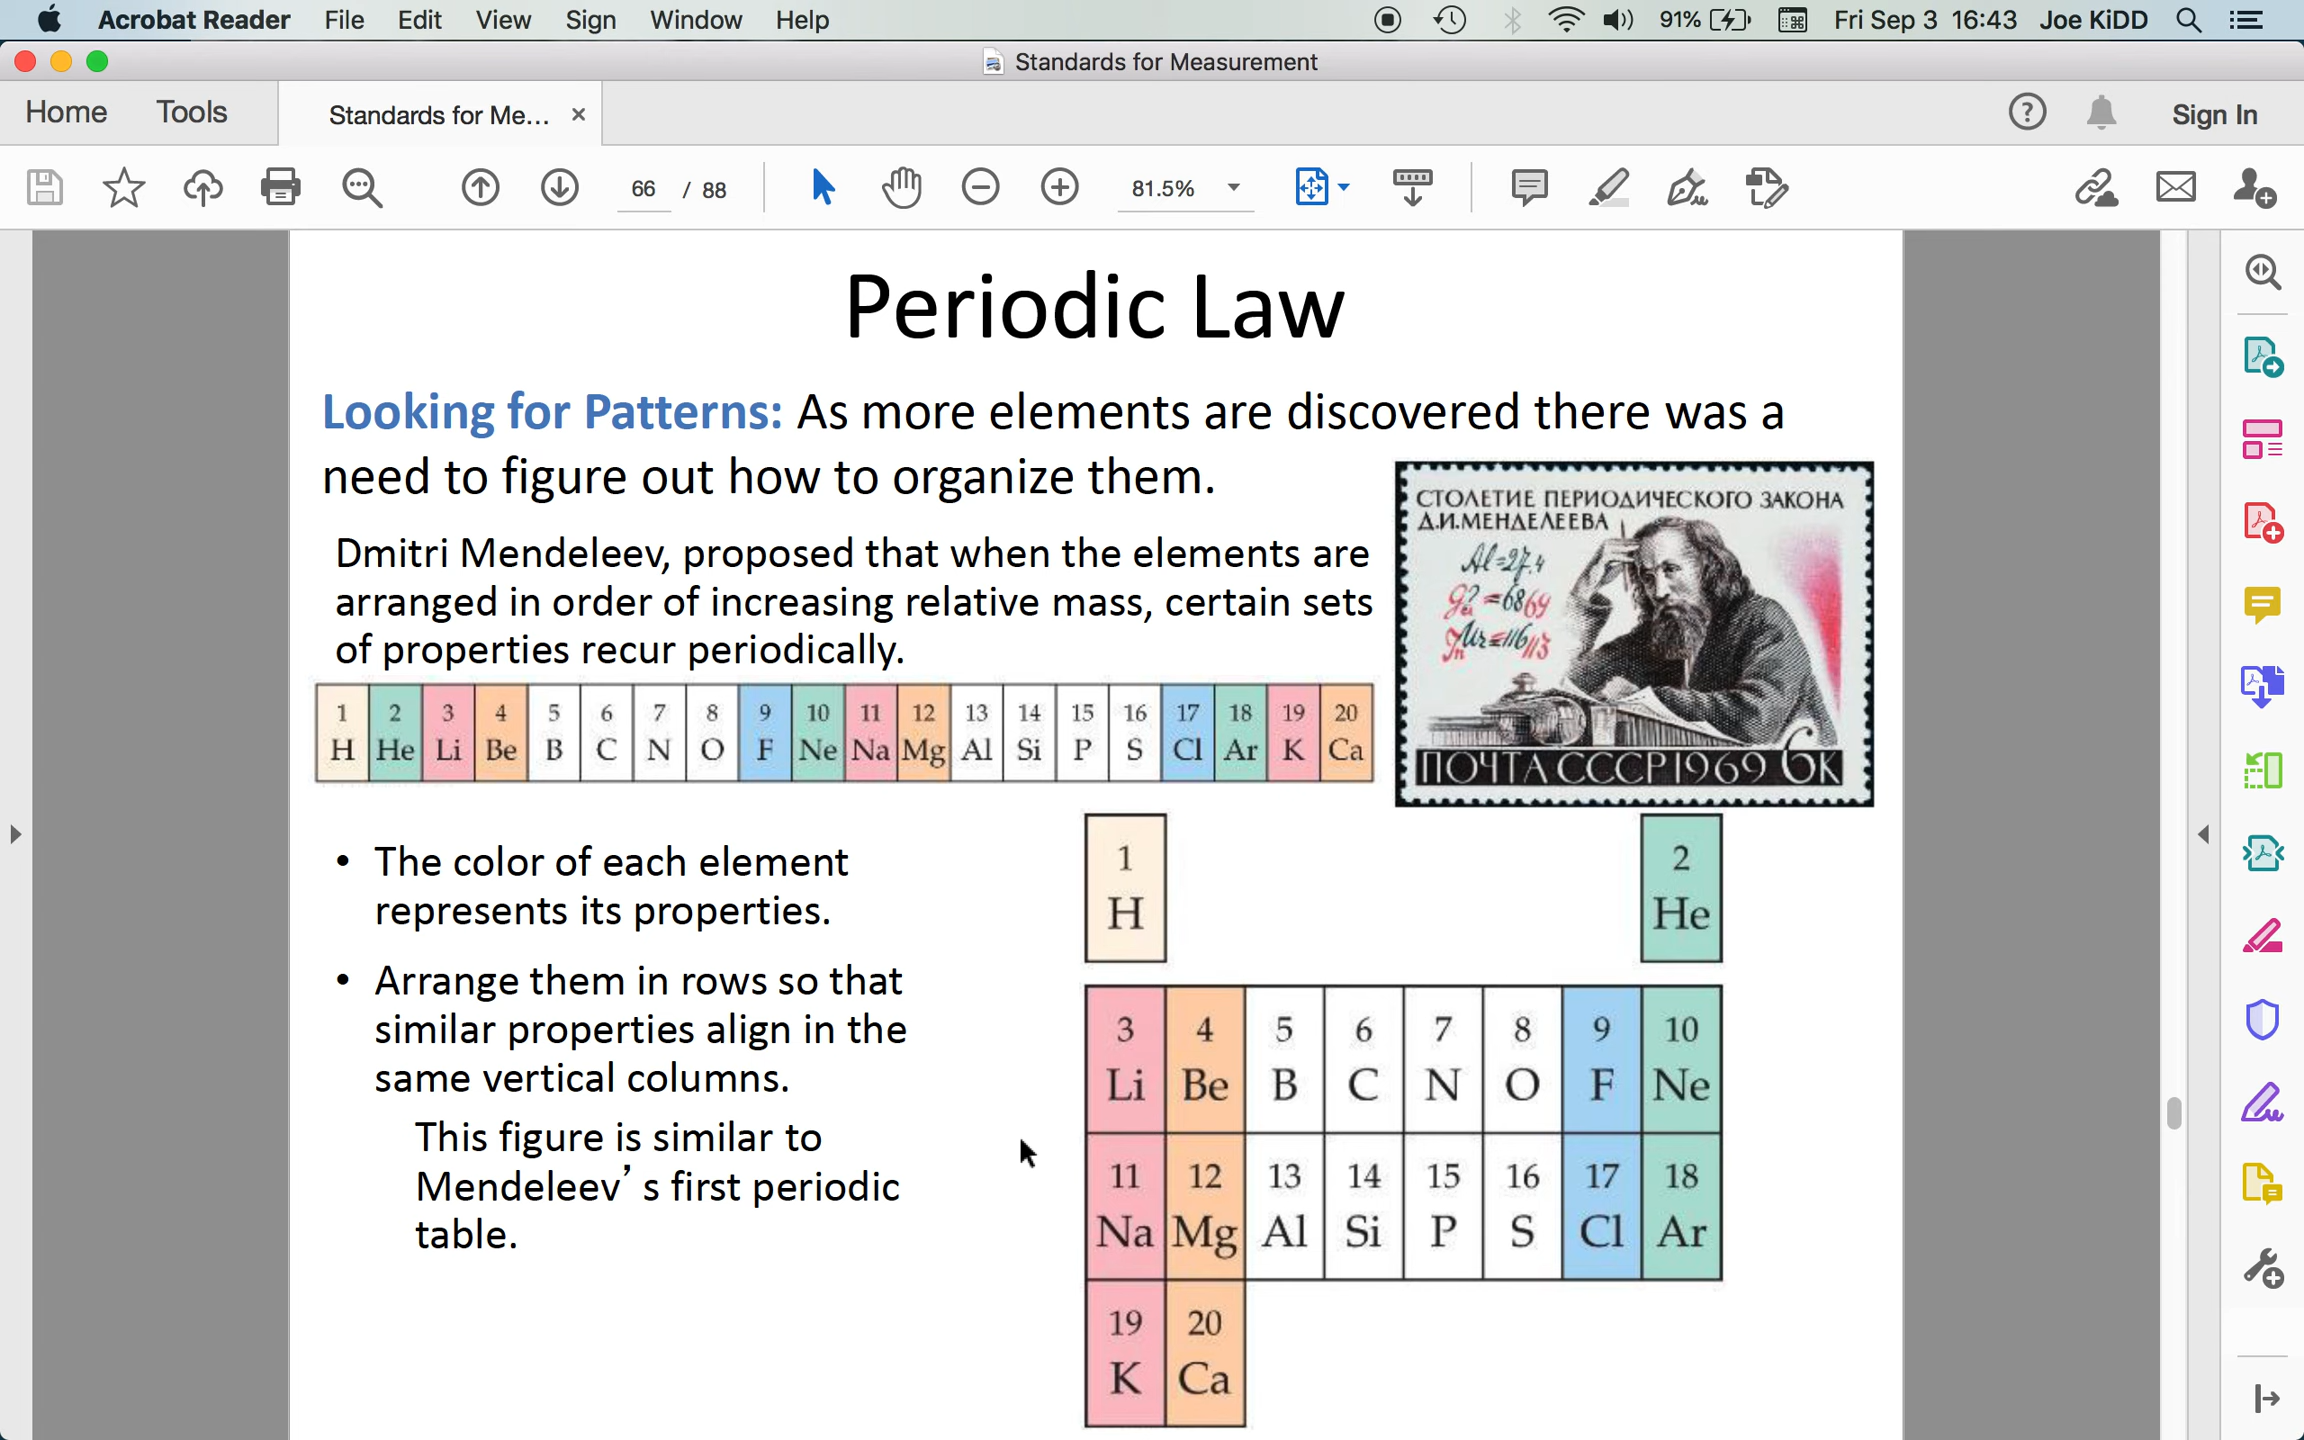 Acrobat Reader File Edit View Sign Window Help 91% Fri Sep 3 16:43 Joe KiDD
Standards for Measurement
Home Tools Standards for Me... × ? Sign In
66 / 88 81.5%
Periodic Law
Looking for Patterns: As more elements are discovered there was a
need to figure out how to organize them.
Dmitri Mendeleev, proposed that when the elements are
arranged in order of increasing relative mass, certain sets
of properties recur periodically.
СТОЛЕТИЕ ПЕРИОДИЧЕСКОГО ЗАКОНА
Д.И.МЕНДЕЛЕЕВА
Al=27,4
?=68 69
=116 113
In
ПОЧТА СССР 1969 6К
1 2 3 4 5 6 7 8 9 10 11 12 13 14 15 16 17 18 19 20
H He Li Be B C N O F Ne Na Mg Al Si P S Cl Ar K Ca
• The color of each element
represents its properties.
• Arrange them in rows so that
similar properties align in the
same vertical columns.
This figure is similar to
Mendeleev’s first periodic
table.
1 2
H He
3 4 5 6 7 8 9 10
Li Be B C N O F Ne
11 12 13 14 15 16 17 18
Na Mg Al Si P S Cl Ar
19 20
K Ca